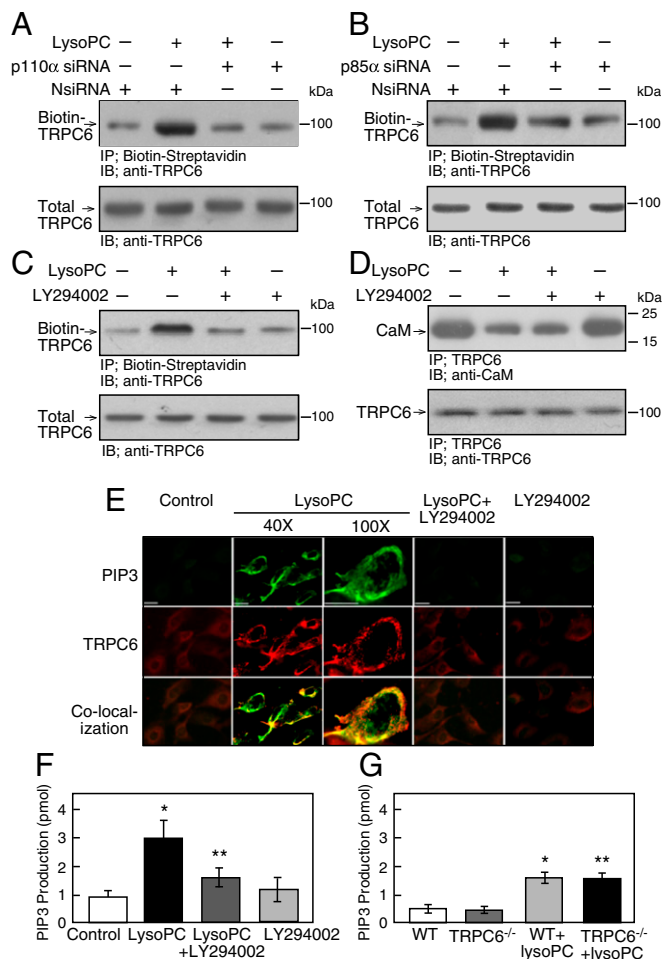 A
LysoPC − + + −
p110α siRNA − − + +
NsiRNA + + − −
kDa
Biotin-
TRPC6
100
IP; Biotin-Streptavidin
IB; anti-TRPC6
Total
TRPC6
100
IB; anti-TRPC6
B
LysoPC − + + −
p85α siRNA − − + +
NsiRNA + + − −
kDa
Biotin-
TRPC6
100
IP; Biotin-Streptavidin
IB; anti-TRPC6
Total
TRPC6
100
IB; anti-TRPC6
C
LysoPC − + + −
LY294002 − − + +
kDa
Biotin-
TRPC6
100
IP; Biotin-Streptavidin
IB; anti-TRPC6
Total
TRPC6
100
IB; anti-TRPC6
D
LysoPC − + + −
LY294002 − − + +
kDa
CaM
25
15
IP; TRPC6
IB; anti-CaM
TRPC6
100
IP; TRPC6
IB; anti-TRPC6
E
Control
LysoPC
40X 100X
LysoPC+
LY294002
LY294002
PIP3
TRPC6
Co-local-
ization
F
PIP3 Production (pmol)
4
3
2
1
0
*
**
Control
LysoPC
LysoPC
+LY294002
LY294002
G
PIP3 Production (pmol)
4
3
2
1
0
*
**
WT
TRPC6-/-
WT+
lysoPC
TRPC6-/-
+lysoPC